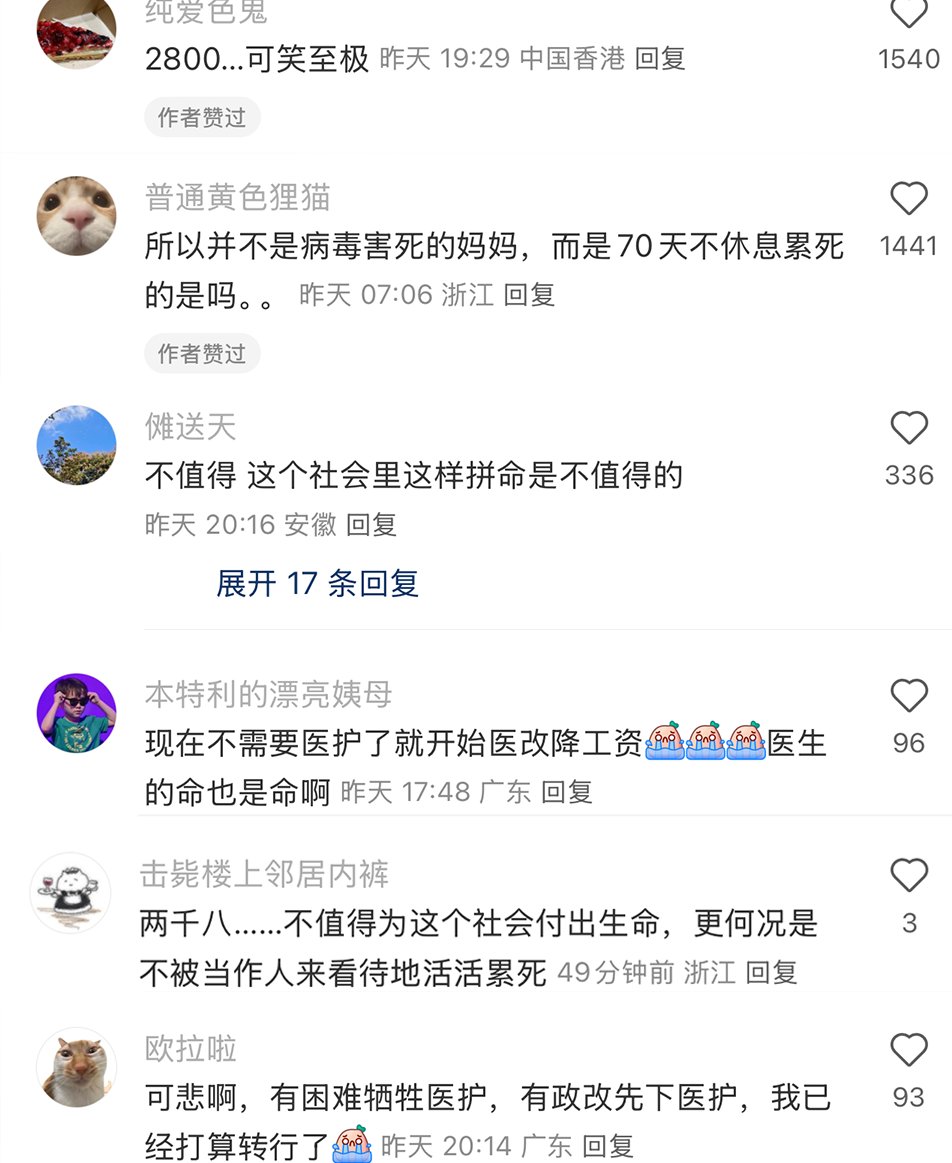 纯爱色鬼
2800...可笑至极 昨天 19:29 中国香港 回复
1540
作者赞过
普通黄色狸猫
所以并不是病毒害死的妈妈，而是70天不休息累死
1441
的是吗。。 昨天 07:06 浙江 回复
作者赞过
傩送天
不值得 这个社会里这样拼命是不值得的
336
昨天 20:16 安徽 回复
展开 17 条回复
本特利的漂亮姨母
现在不需要医护了就开始医改降工资医生
96
的命也是命啊 昨天 17:48 广东 回复
击毙楼上邻居内裤
两千八......不值得为这个社会付出生命，更何况是
3
不被当作人来看待地活活累死 49分钟前 浙江 回复
欧拉啦
可悲啊，有困难牺牲医护，有政改先下医护，我已
93
经打算转行了 昨天 20:14 广东 回复